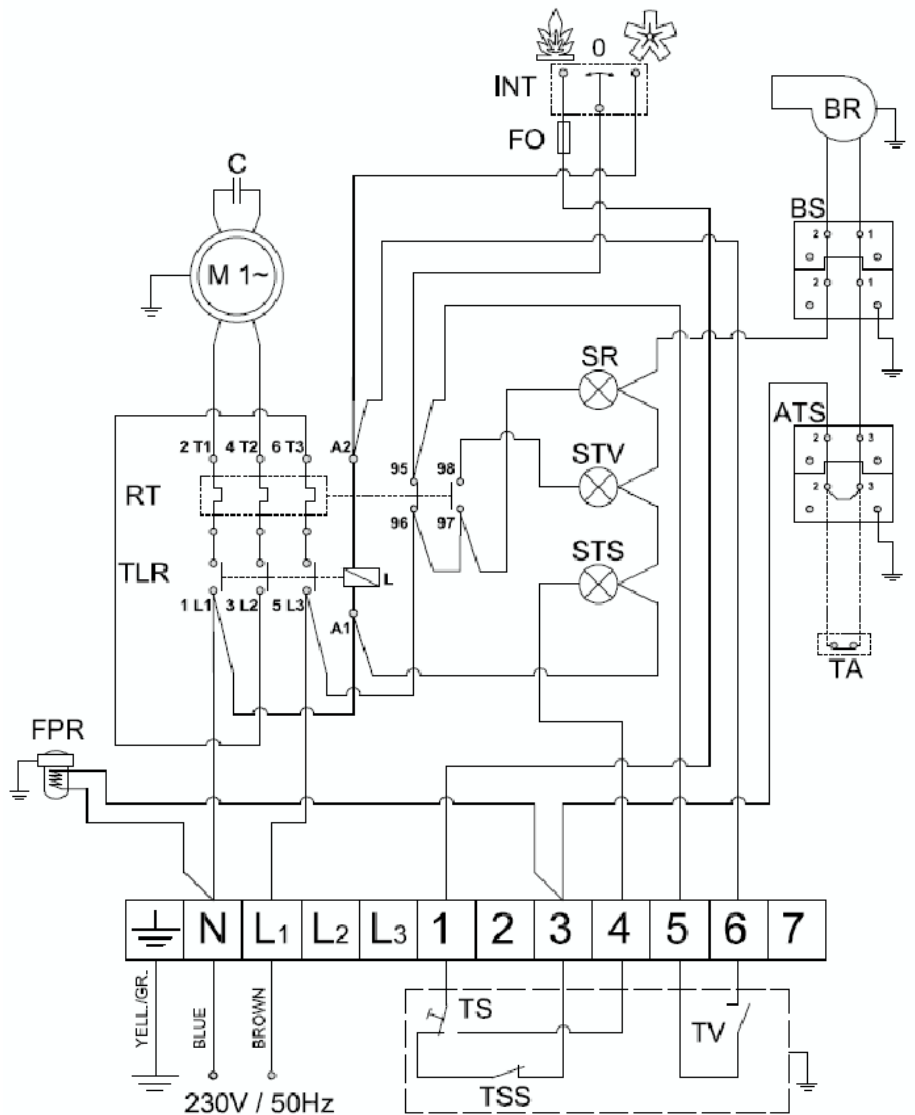 0
INT
FO
BR
C
BS
2 1
M 1~
2 1
SR
ATS
2 T1 4 T2 6 T3 A2
95 98
2 3
STV
2 3
RT
96 97
STS
TLR
L
1 L1 3 L2 5 L3
A1
TA
FPR
N L1 L2 L3 1 2 3 4 5 6 7
YELL./GR.
BLUE
BROWN
TS
TV
TSS
230V / 50Hz